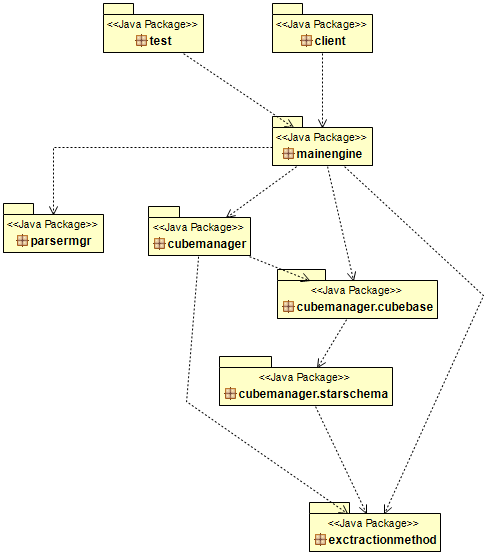 <<Java Package>>
test
<<Java Package>>
client
<<Java Package>>
mainengine
<<Java Package>>
parsermgr
<<Java Package>>
cubemanager
<<Java Package>>
cubemanager.cubebase
<<Java Package>>
cubemanager.starschema
<<Java Package>>
exctractionmethod